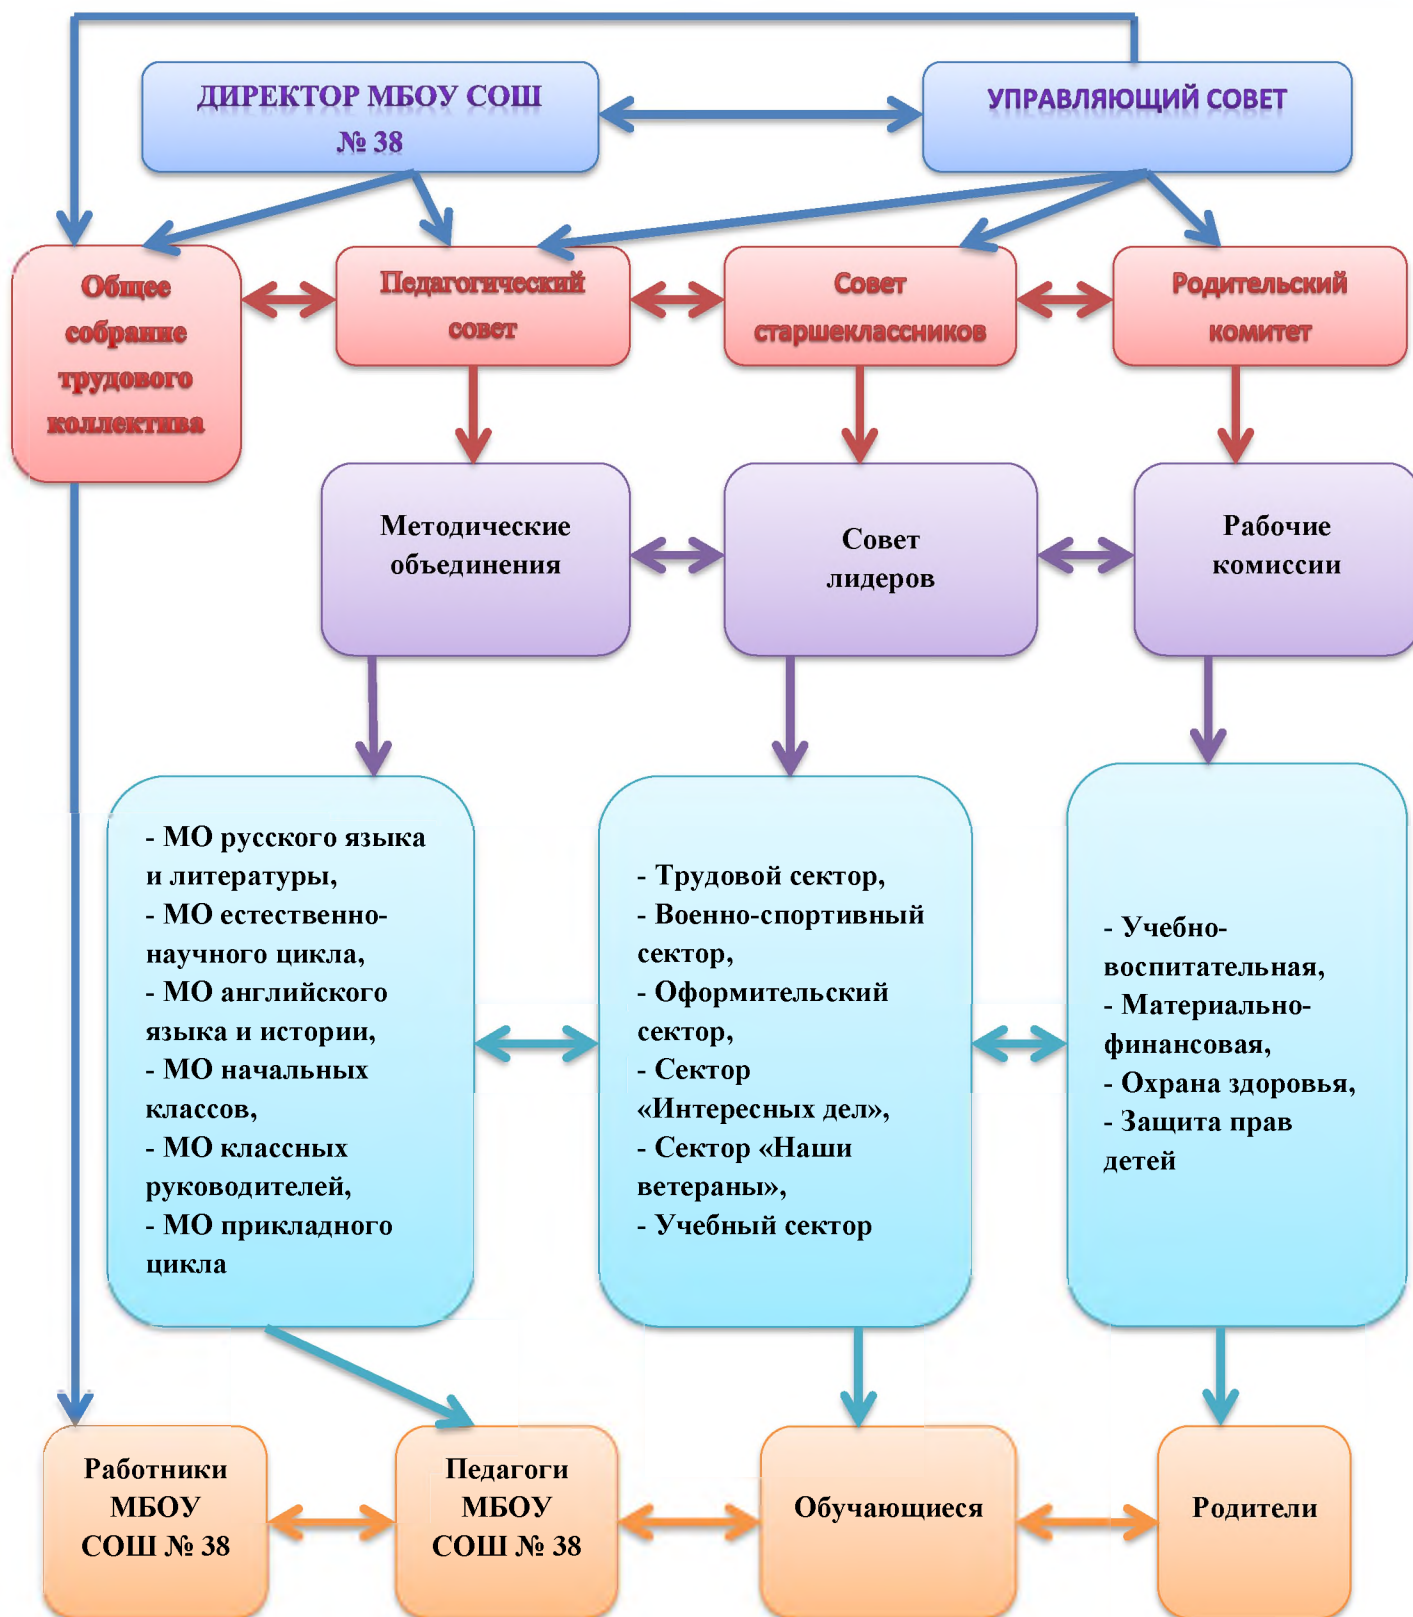 ДИРЕКТОР МБОУ СОШ
№ 38
УПРАВЛЯЮЩИЙ СОВЕТ
Общее
собрание
трудового
коллектива
Педагогический
совет
Совет
старшеклассников
Родительский
комитет
Методические
объединения
Совет
лидеров
Рабочие
комиссии
- МО русского языка
и литературы,
- МО естественно-
научного цикла,
- МО английского
языка и истории,
- МО начальных
классов,
- МО классных
руководителей,
- МО прикладного
цикла
- Трудовой сектор,
- Военно-спортивный
сектор,
- Оформительский
сектор,
- Сектор
«Интересных дел»,
- Сектор «Наши
ветераны»,
- Учебный сектор
- Учебно-
воспитательная,
- Материально-
финансовая,
- Охрана здоровья,
- Защита прав
детей
Работники
МБОУ
СОШ № 38
Педагоги
МБОУ
СОШ № 38
Обучающиеся
Родители